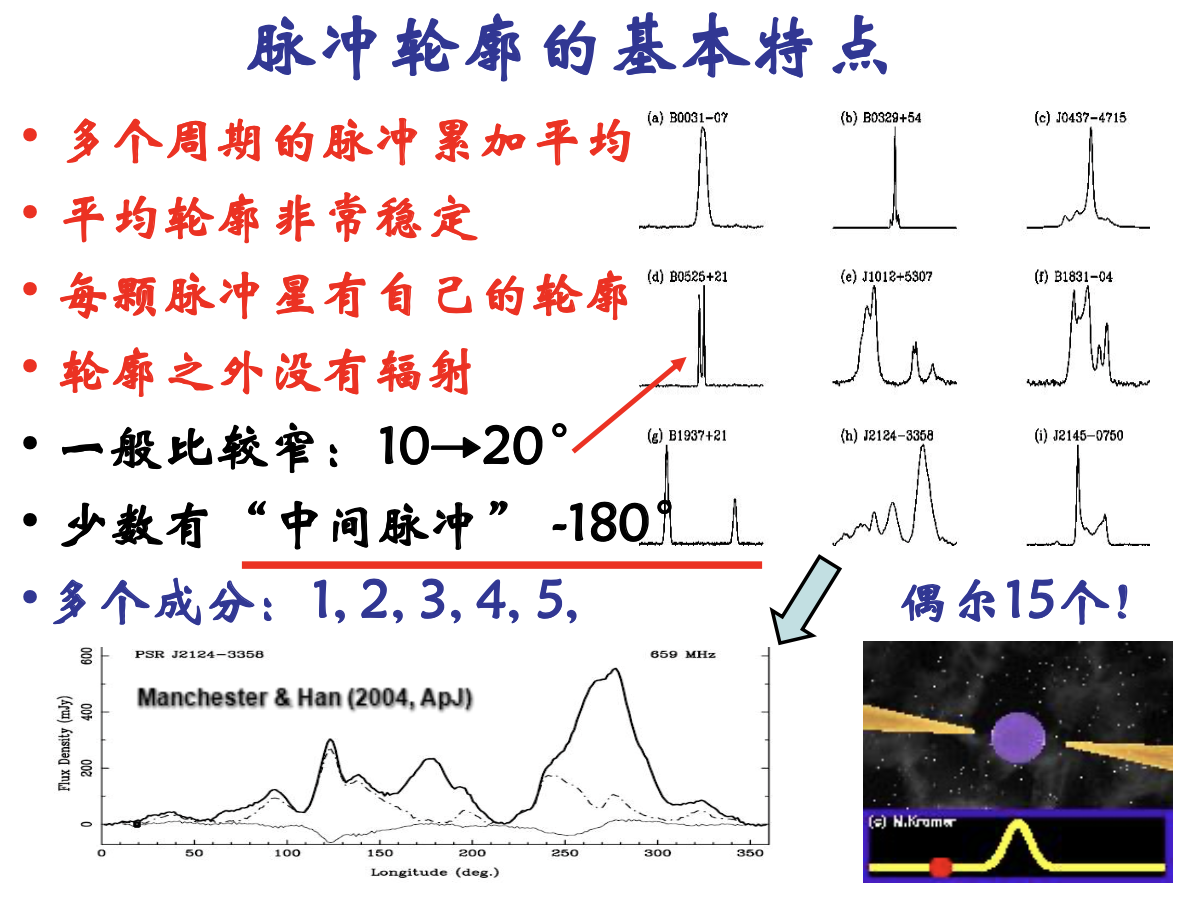 脉冲轮廓的基本特点
• 多个周期的脉冲累加平均
• 平均轮廓非常稳定
• 每颗脉冲星有自己的轮廓
• 轮廓之外没有辐射
• 一般比较窄：10→20°
• 少数有“中间脉冲” -180°
• 多个成分：1, 2, 3, 4, 5,
偶尔15个！
(a) B0031-07
(b) B0329+54
(c) J0437-4715
(d) B0525+21
(e) J1012+5307
(f) B1831-04
(g) B1937+21
(h) J2124-3358
(i) J2145-0750
PSR J2124-3358
659 MHz
Manchester & Han (2004, ApJ)
Flux Density (mJy)
600
400
200
0
0 50 100 150 200 250 300 350
Longitude (deg.)
(c) M.Kramer